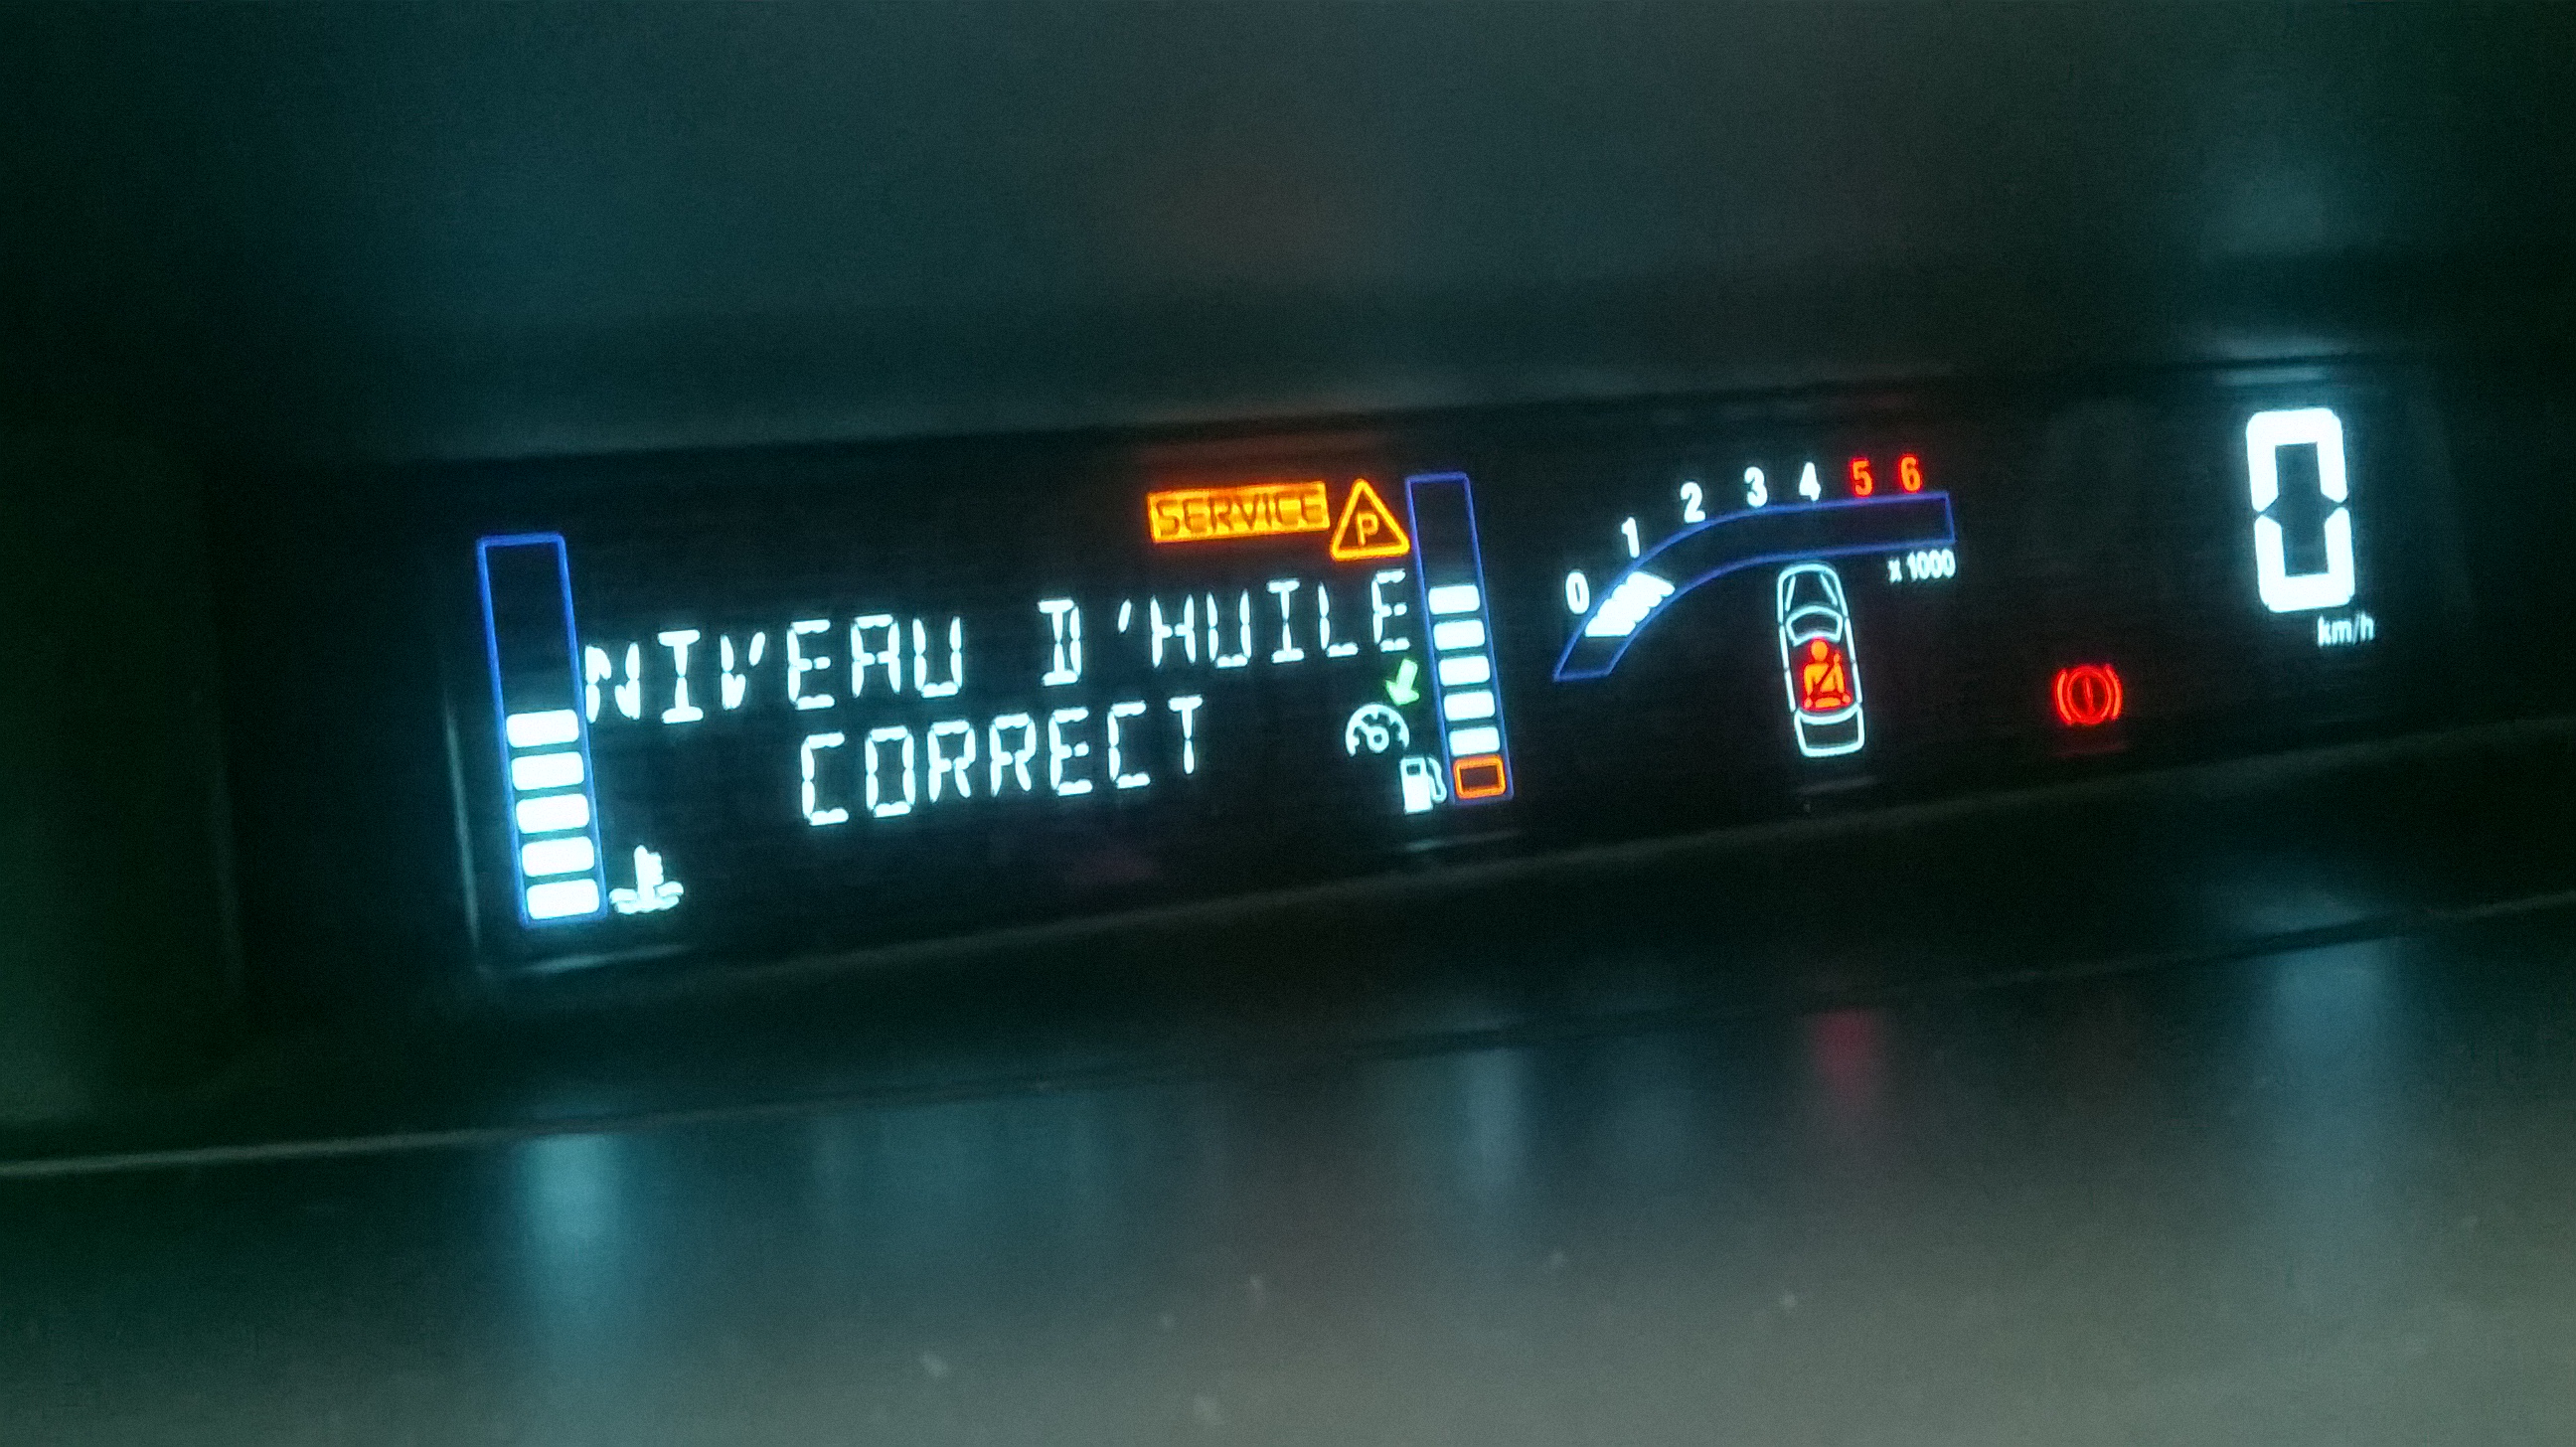 SERVICE
P
NIVEAU D'HUILE
CORRECT
0 1 2 3 4 5 6
x 1000
0
km/h